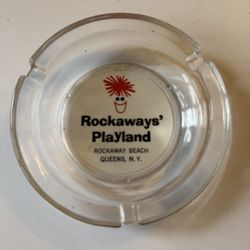 Rockaways'
Playland
ROCKAWAY BEACH
QUEENS, N.Y.